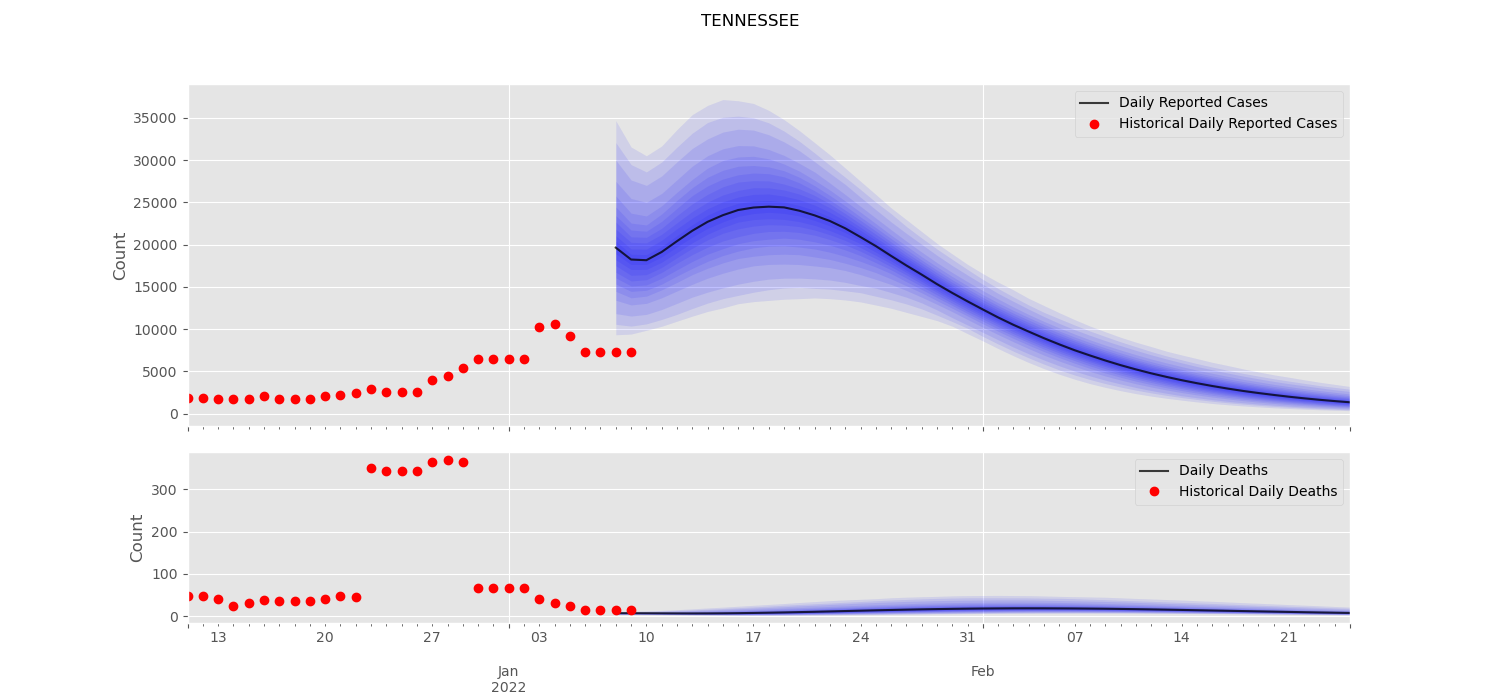 TENNESSEE
Daily Reported Cases
Historical Daily Reported Cases
Count
35000
30000
25000
20000
15000
10000
5000
0
Daily Deaths
Historical Daily Deaths
Count
300
200
100
0
13 20 27 03 10 17 24 31 07 14 21
Jan Feb
2022